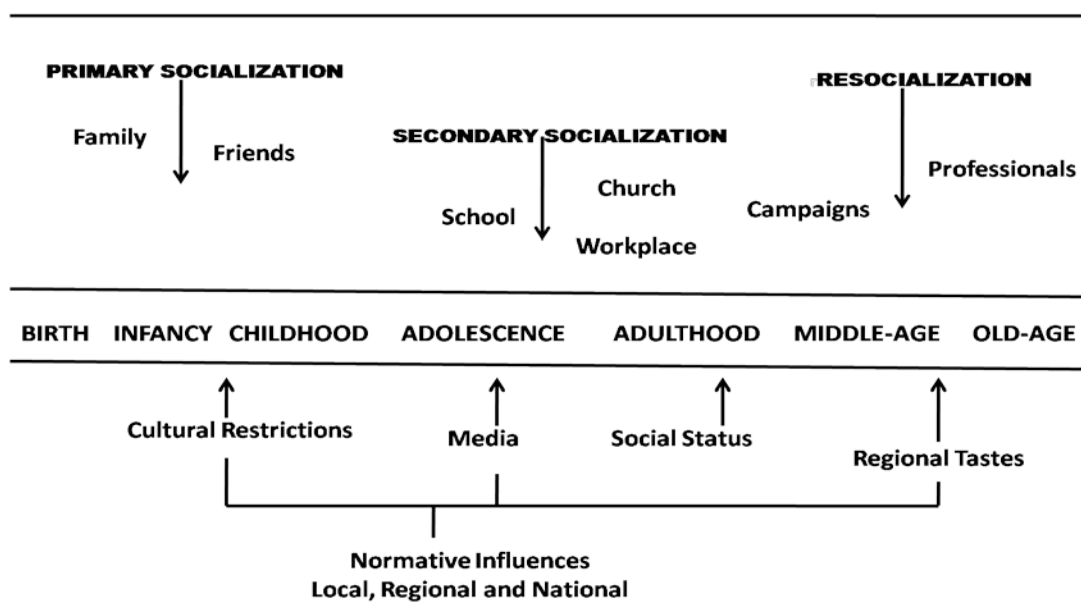 PRIMARY SOCIALIZATION
RESOCIALIZATION
Family
Friends
SECONDARY SOCIALIZATION
Professionals
Church
School
Campaigns
Workplace
BIRTH INFANCY CHILDHOOD ADOLESCENCE ADULTHOOD MIDDLE-AGE OLD-AGE
Cultural Restrictions
Media
Social Status
Regional Tastes
Normative Influences
Local, Regional and National